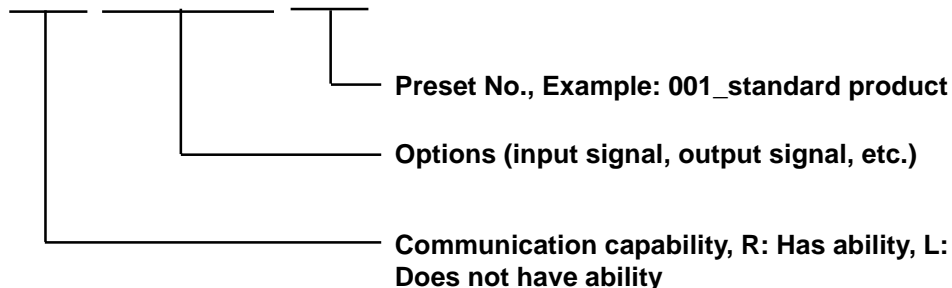 Preset No., Example: 001_standard product
Options (input signal, output signal, etc.)
Communication capability, R: Has ability, L:
Does not have ability